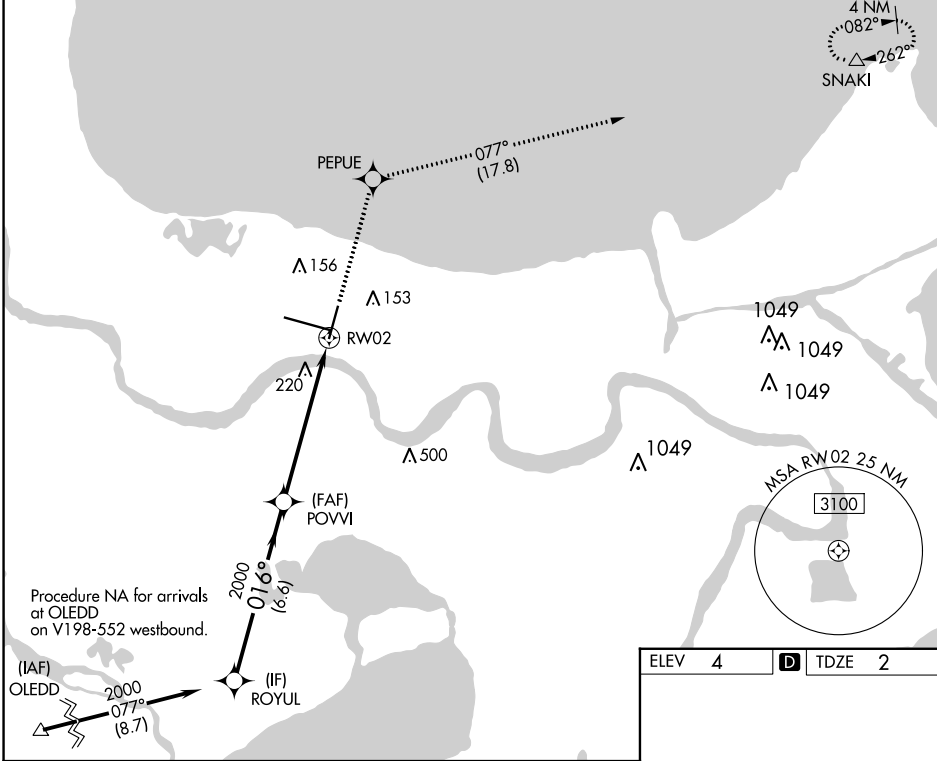 4 NM
082°
262°
SNAKI
PEPUE
077°
(17.8)
156
153
RW02
1049
1049
220
1049
500
1049
MSA RW02 25 NM
3100
(FAF)
POVVI
2000
016°
(6.6)
Procedure NA for arrivals
at OLEDD
on V198-552 westbound.
(IAF)
OLEDD
2000
077°
(8.7)
(IF)
ROYUL
ELEV 4 D TDZE 2